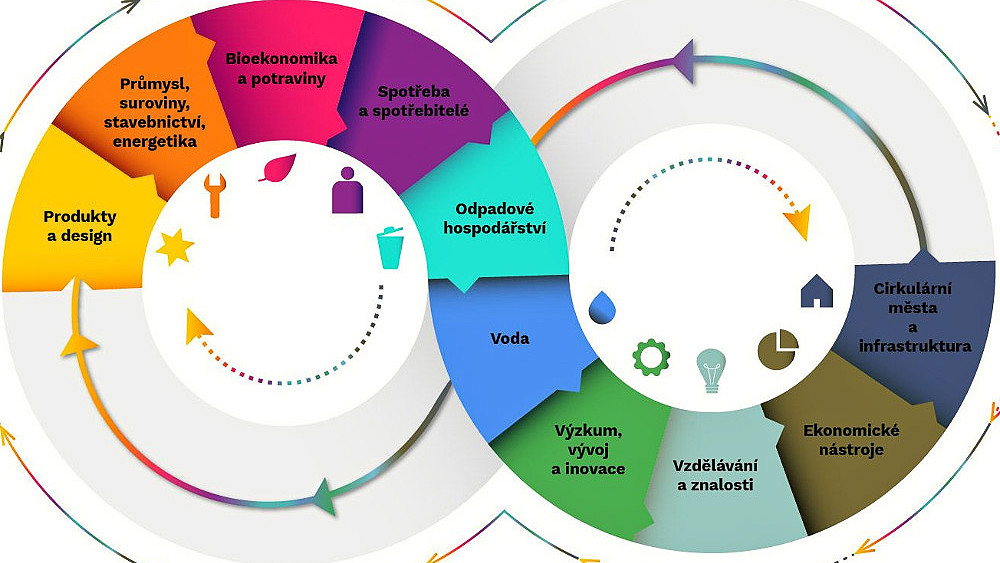 Produkty
a design
Průmysl,
suroviny,
stavebnictví,
energetika
Bioekonomika
a potraviny
Spotřeba
a spotřebitelé
Odpadové
hospodářství
Voda
Výzkum,
vývoj
a inovace
Vzdělávání
a znalosti
Ekonomické
nástroje
Cirkulární
města
a
infrastruktura